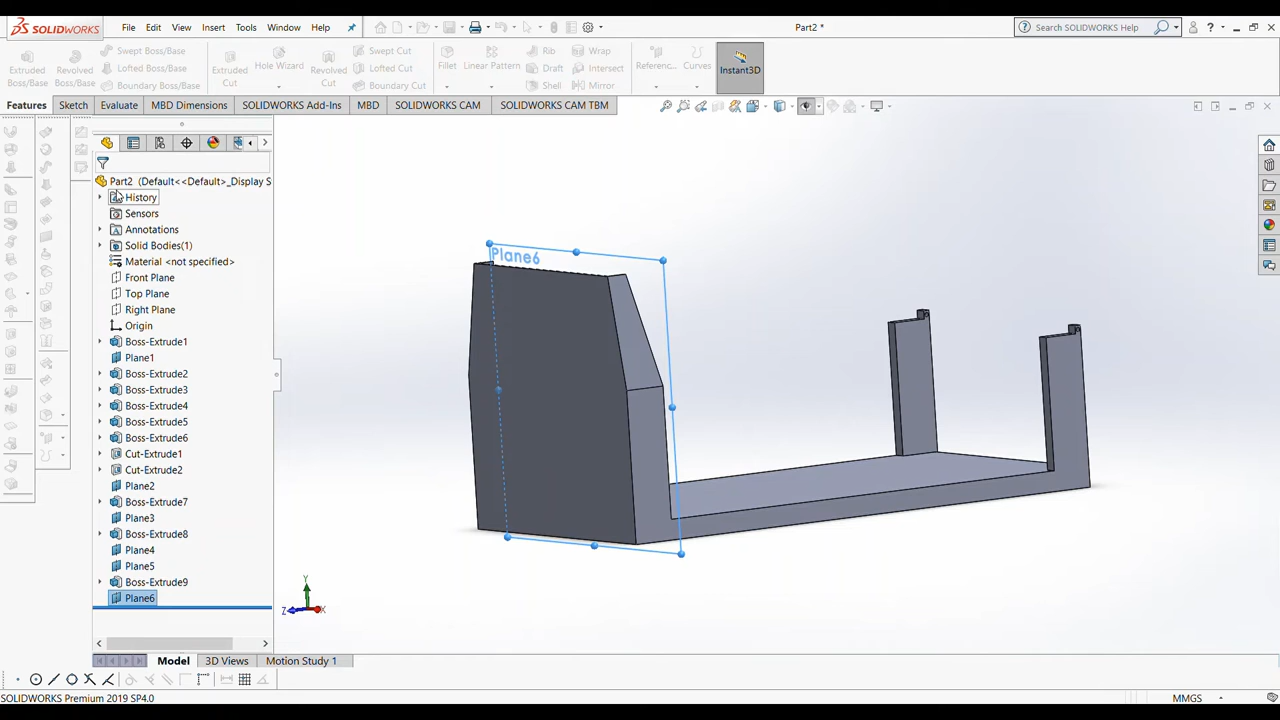 SOLIDWORKS File Edit View Insert Tools Window Help Part2 * Search SOLIDWORKS Help ?
Extruded Boss/Base Revolved Boss/Base Swept Boss/Base Lofted Boss/Base Boundary Boss/Base Extruded Cut Hole Wizard Revolved Cut Swept Cut Lofted Cut Boundary Cut Fillet Linear Pattern Rib Draft Shell Wrap Intersect Mirror Referenc... Curves Instant3D
Features Sketch Evaluate MBD Dimensions SOLIDWORKS Add-Ins MBD SOLIDWORKS CAM SOLIDWORKS CAM TBM
Part2 (Default<<Default>_Display S
History
Sensors
Annotations
Solid Bodies(1)
Material <not specified>
Front Plane
Top Plane
Right Plane
Origin
Boss-Extrude1
Plane1
Boss-Extrude2
Boss-Extrude3
Boss-Extrude4
Boss-Extrude5
Boss-Extrude6
Cut-Extrude1
Cut-Extrude2
Plane2
Boss-Extrude7
Plane3
Boss-Extrude8
Plane4
Plane5
Boss-Extrude9
Plane6
Plane6
Y
Z X
Model 3D Views Motion Study 1
SOLIDWORKS Premium 2019 SP4.0 MMGS